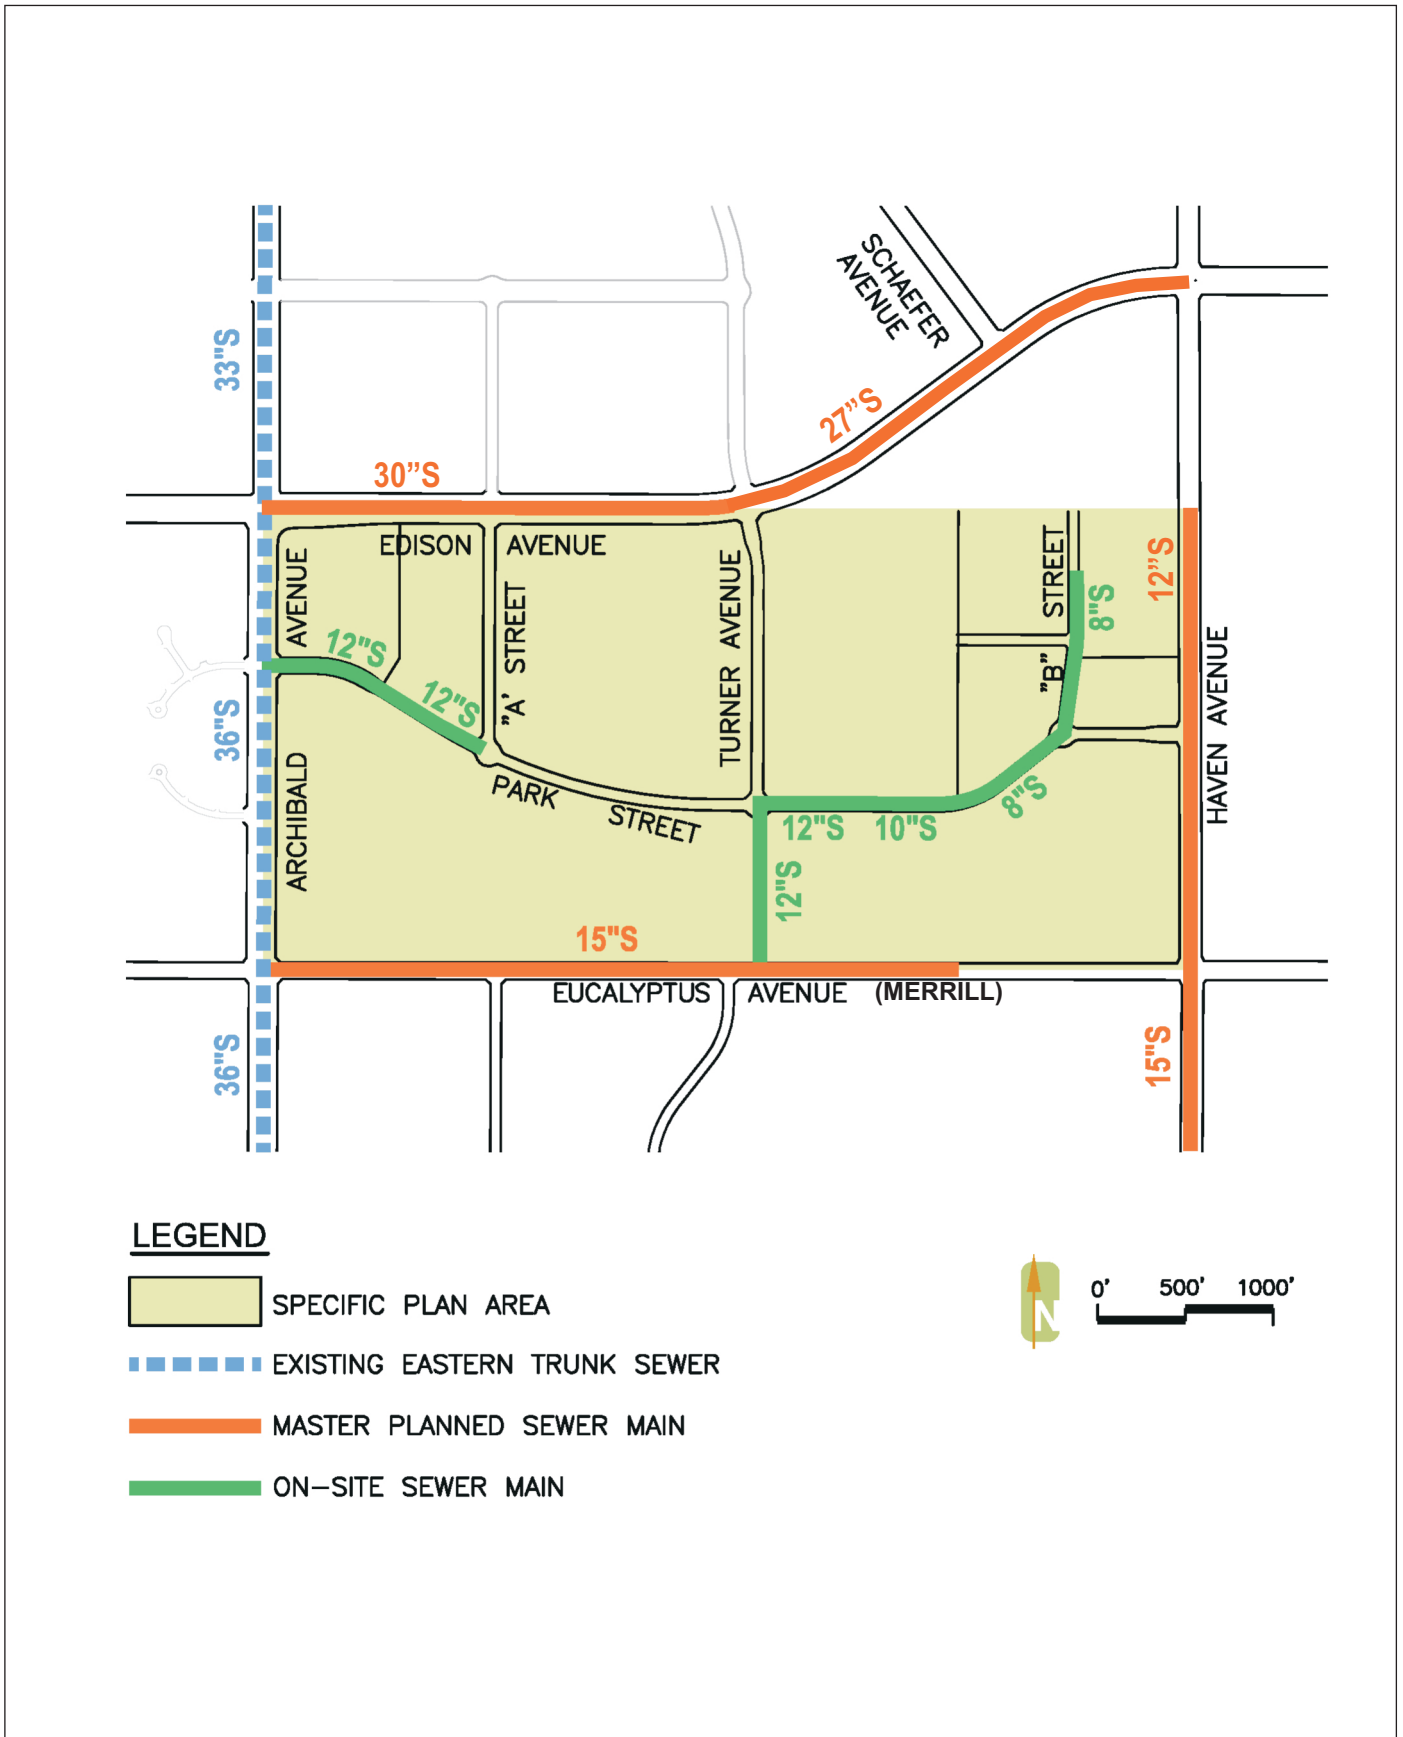 SCHAEFER
AVENUE
33"S
27”S
30”S
EDISON AVENUE
AVENUE
"A' STREET
TURNER AVENUE
STREET
"B"
12”S
8"S
12"S
12"S
HAVEN AVENUE
36"S
ARCHIBALD
PARK STREET
8"S
12"S
10"S
12"S
15"S
EUCALYPTUS AVENUE (MERRILL)
36"S
15"S
LEGEND
SPECIFIC PLAN AREA
EXISTING EASTERN TRUNK SEWER
MASTER PLANNED SEWER MAIN
ON-SITE SEWER MAIN
N
0' 500' 1000'